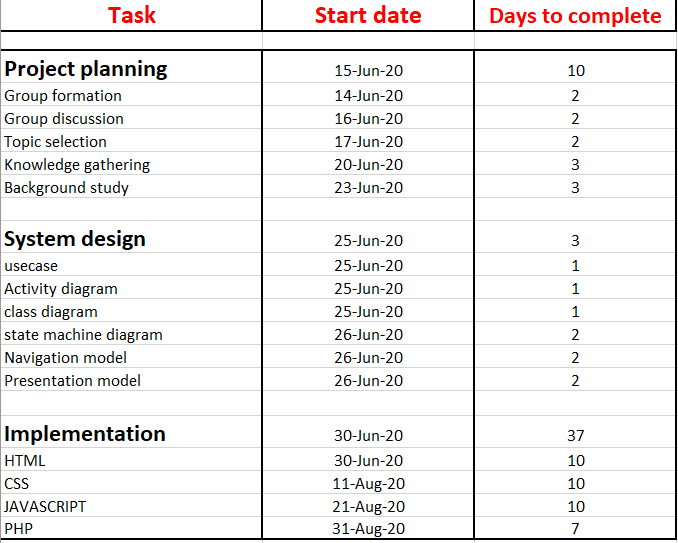 Task Start date Days to complete
Project planning 15-Jun-20 10
Group formation 14-Jun-20 2
Group discussion 16-Jun-20 2
Topic selection 17-Jun-20 2
Knowledge gathering 20-Jun-20 3
Background study 23-Jun-20 3
System design 25-Jun-20 3
usecase 25-Jun-20 1
Activity diagram 25-Jun-20 1
class diagram 25-Jun-20 1
state machine diagram 26-Jun-20 2
Navigation model 26-Jun-20 2
Presentation model 26-Jun-20 2
Implementation 30-Jun-20 37
HTML 30-Jun-20 10
CSS 11-Aug-20 10
JAVASCRIPT 21-Aug-20 10
PHP 31-Aug-20 7